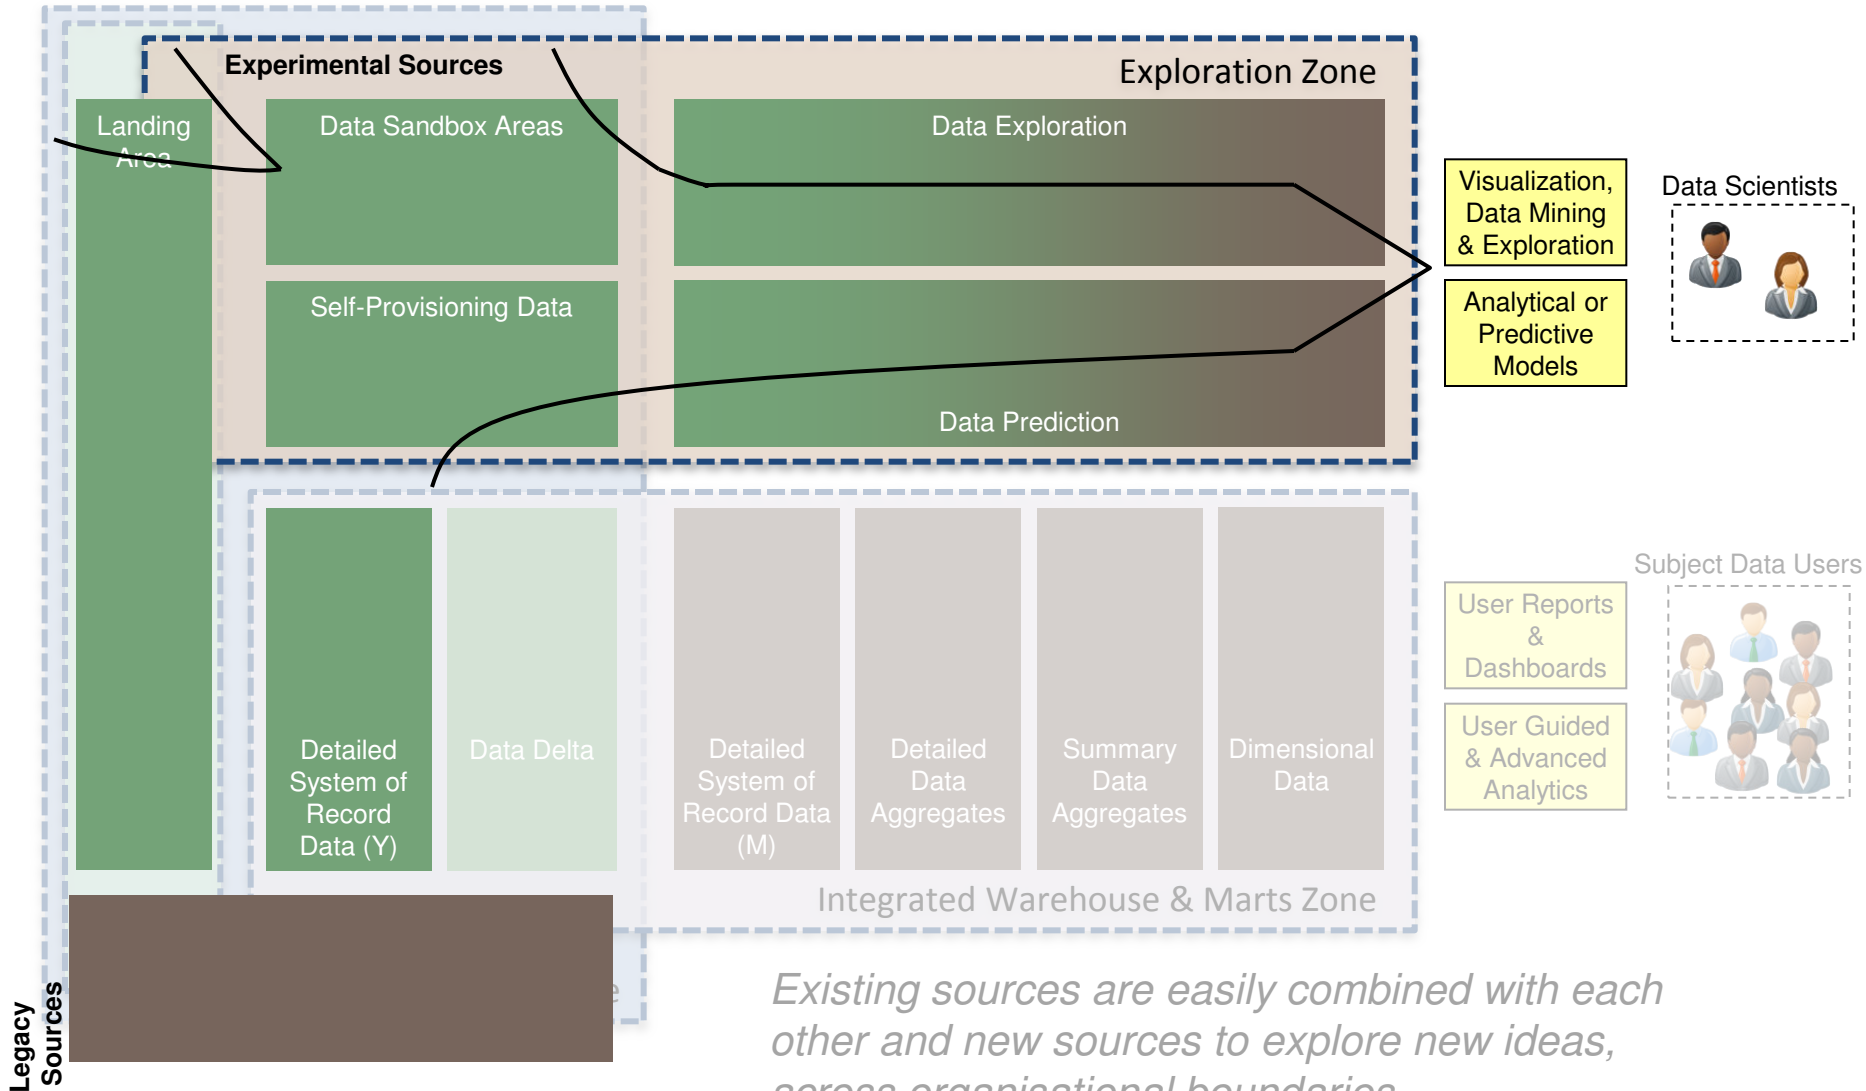 Experimental Sources
Exploration Zone
Landing
Area
Data Sandbox Areas
Data Exploration
Self-Provisioning Data
Data Prediction
Visualization,
Data Mining
& Exploration
Data Scientists
Analytical or
Predictive
Models
Detailed
System of
Record
Data (Y)
Data Delta
Detailed
System of
Record Data
(M)
Detailed
Data
Aggregates
Summary
Data
Aggregates
Dimensional
Data
Integrated Warehouse & Marts Zone
Subject Data Users
User Reports
&
Dashboards
User Guided
& Advanced
Analytics
Legacy
Sources
Existing sources are easily combined with each
other and new sources to explore new ideas,
across organisational boundaries